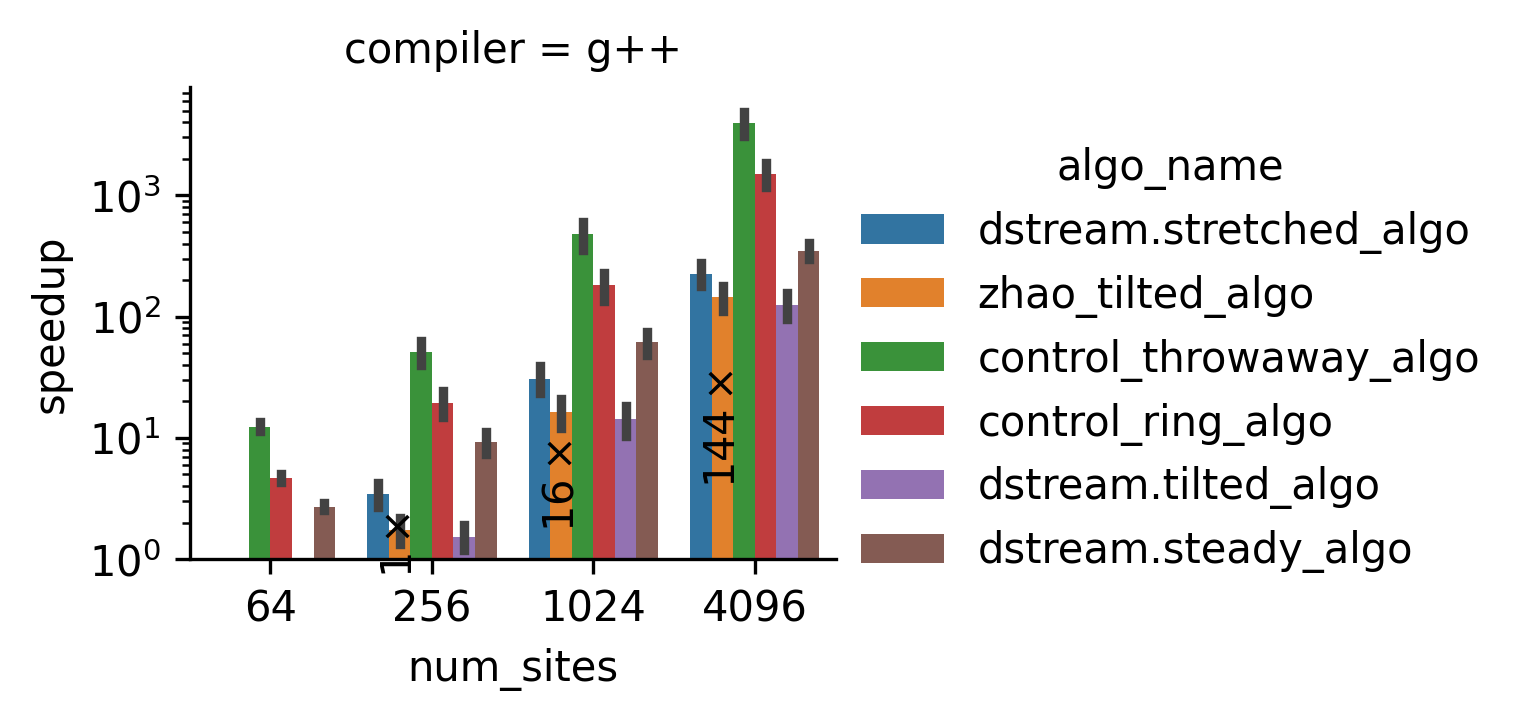 compiler = g++
speedup
10³
10²
10¹
10⁰
1 ×
16 ×
144 ×
64
256
1024
4096
num_sites
algo_name
dstream.stretched_algo
zhao_tilted_algo
control_throwaway_algo
control_ring_algo
dstream.tilted_algo
dstream.steady_algo